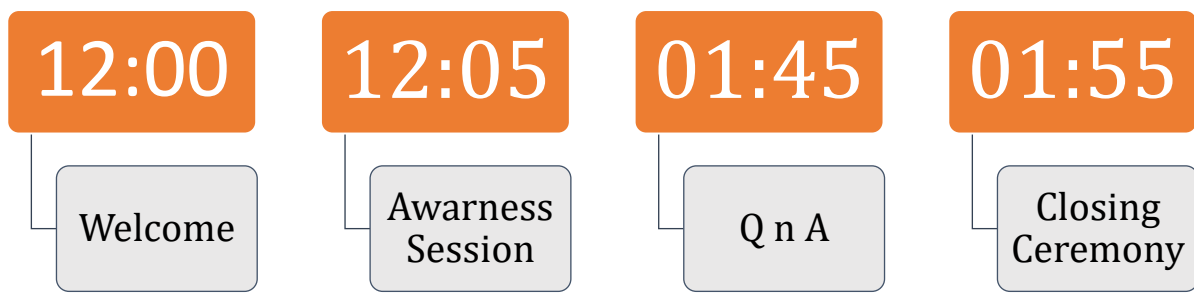 12:00
Welcome
12:05
Awarness
Session
01:45
Q n A
01:55
Closing
Ceremony